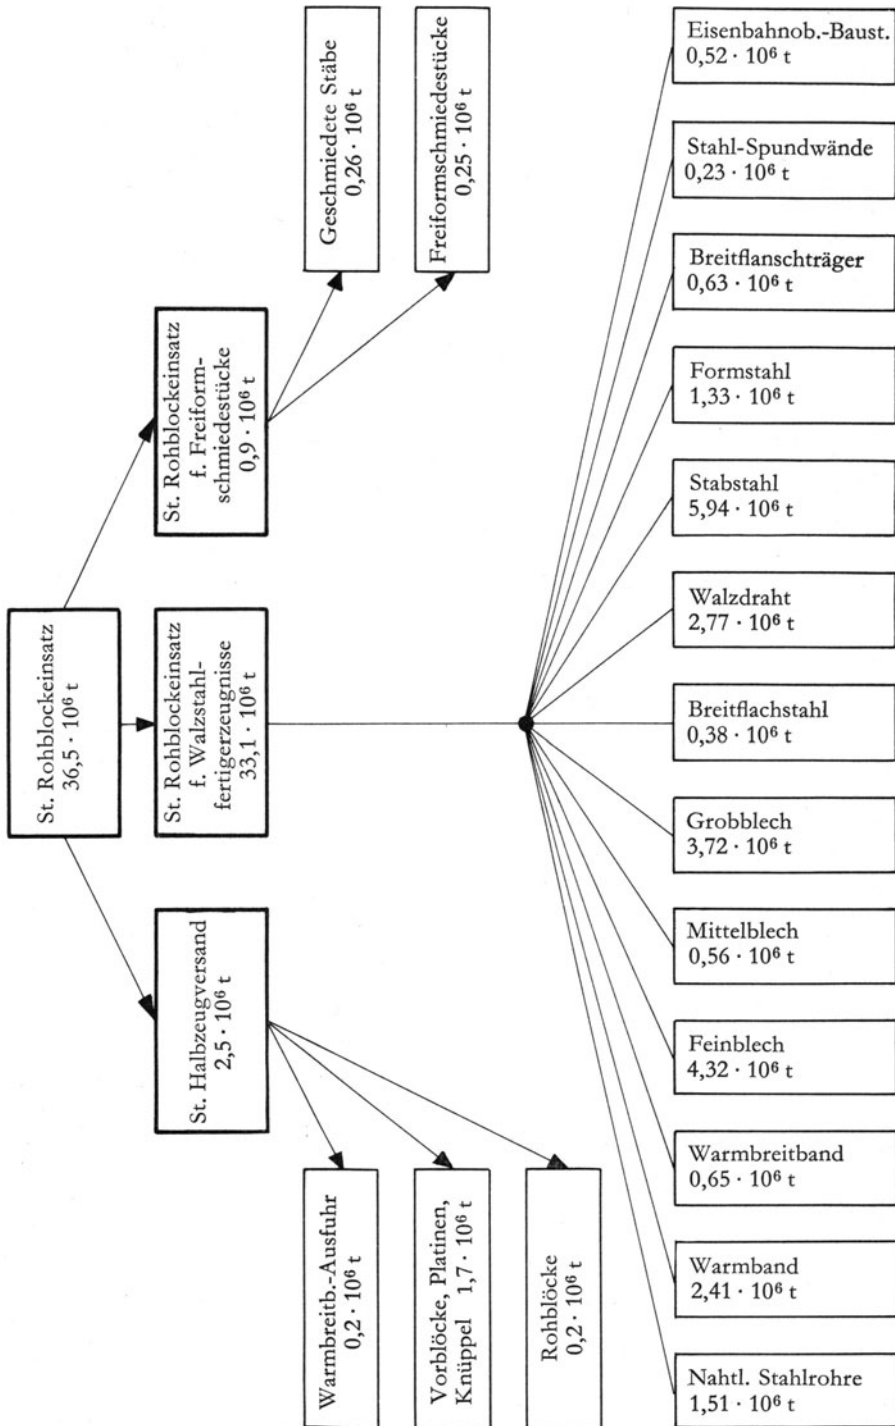 St. Rohblockeinsatz
36,5 · 10⁶ t
St. Halbzeugversand
2,5 · 10⁶ t
St. Rohblockeinsatz
f. Walzstahl-
fertigerzeugnisse
33,1 · 10⁶ t
St. Rohblockeinsatz
f. Freiform-
schmiedestücke
0,9 · 10⁶ t
Warmbreitb.-Ausfuhr
0,2 · 10⁶ t
Vorblöcke, Platinen,
Knüppel 1,7 · 10⁶ t
Rohblöcke
0,2 · 10⁶ t
Geschmiedete Stäbe
0,26 · 10⁶ t
Freiformschmiedestücke
0,25 · 10⁶ t
Eisenbahnob.-Baust.
0,52 · 10⁶ t
Stahl-Spundwände
0,23 · 10⁶ t
Breitflanschträger
0,63 · 10⁶ t
Formstahl
1,33 · 10⁶ t
Stabstahl
5,94 · 10⁶ t
Walzdraht
2,77 · 10⁶ t
Breitflachstahl
0,38 · 10⁶ t
Grobblech
3,72 · 10⁶ t
Mittelblech
0,56 · 10⁶ t
Feinblech
4,32 · 10⁶ t
Warmbreitband
0,65 · 10⁶ t
Warmband
2,41 · 10⁶ t
Nahtl. Stahlrohre
1,51 · 10⁶ t